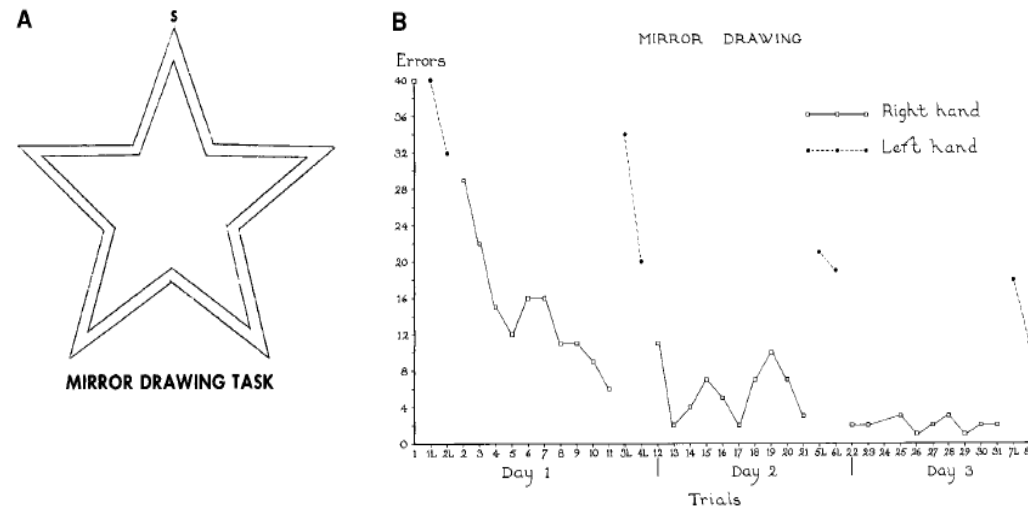 A
S
MIRROR DRAWING TASK
B
MIRROR DRAWING
Errors
40
36
32
28
24
20
16
12
8
4
0
Right hand
Left hand
1 1L 2L 2 3 4 5 6 7 8 9 10 11 3L 4L 12 13 14 15 16 17 18 19 20 21 5L 6L 22 23 24 25 26 27 28 29 30 31 7L 8
Day 1 Day 2 Day 3
Trials